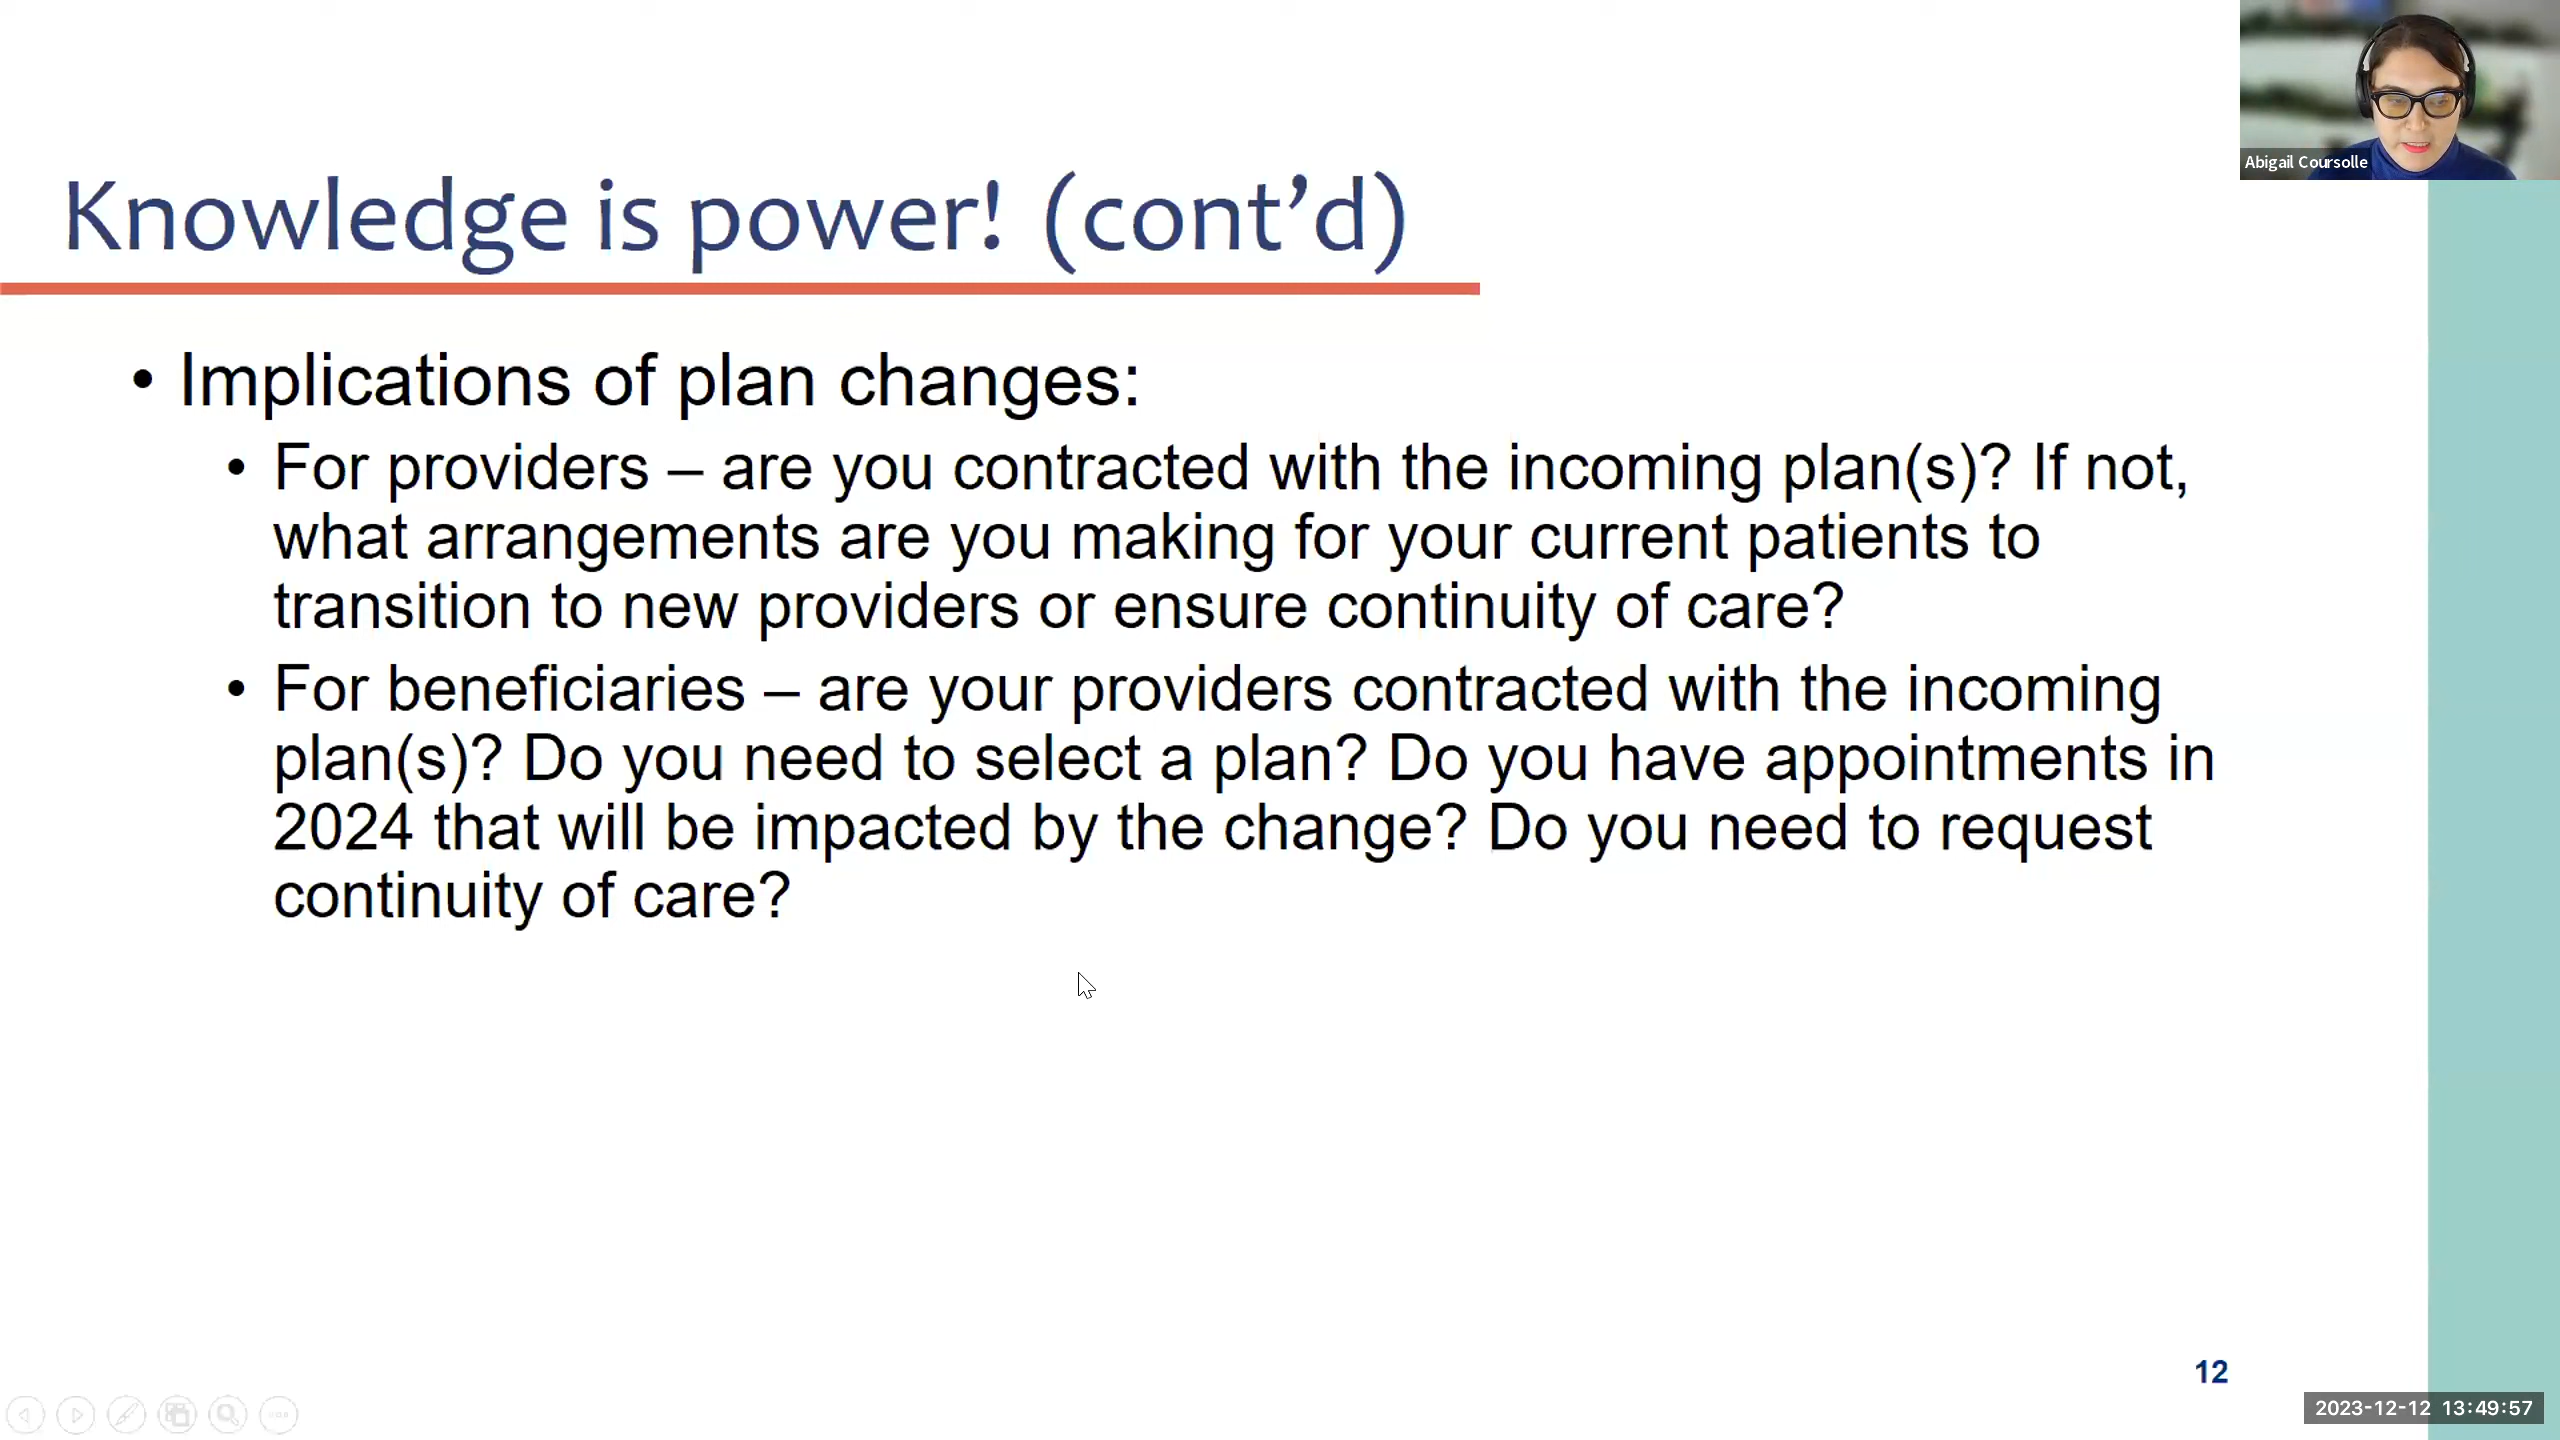 Abigail Coursolle
Knowledge is power! (cont’d)
• Implications of plan changes:
• For providers – are you contracted with the incoming plan(s)? If not,
what arrangements are you making for your current patients to
transition to new providers or ensure continuity of care?
• For beneficiaries – are your providers contracted with the incoming
plan(s)? Do you need to select a plan? Do you have appointments in
2024 that will be impacted by the change? Do you need to request
continuity of care?
12
2023-12-12 13:49:57